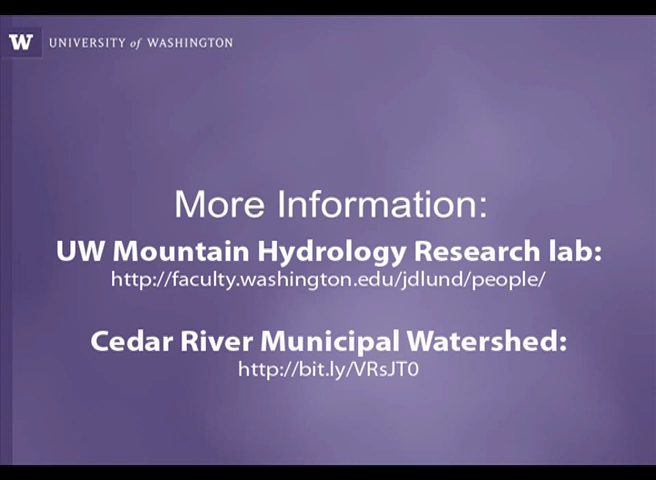 W UNIVERSITY of WASHINGTON
More Information:
UW Mountain Hydrology Research lab:
http://faculty.washington.edu/jdlund/people/
Cedar River Municipal Watershed:
http://bit.ly/VRsJT0